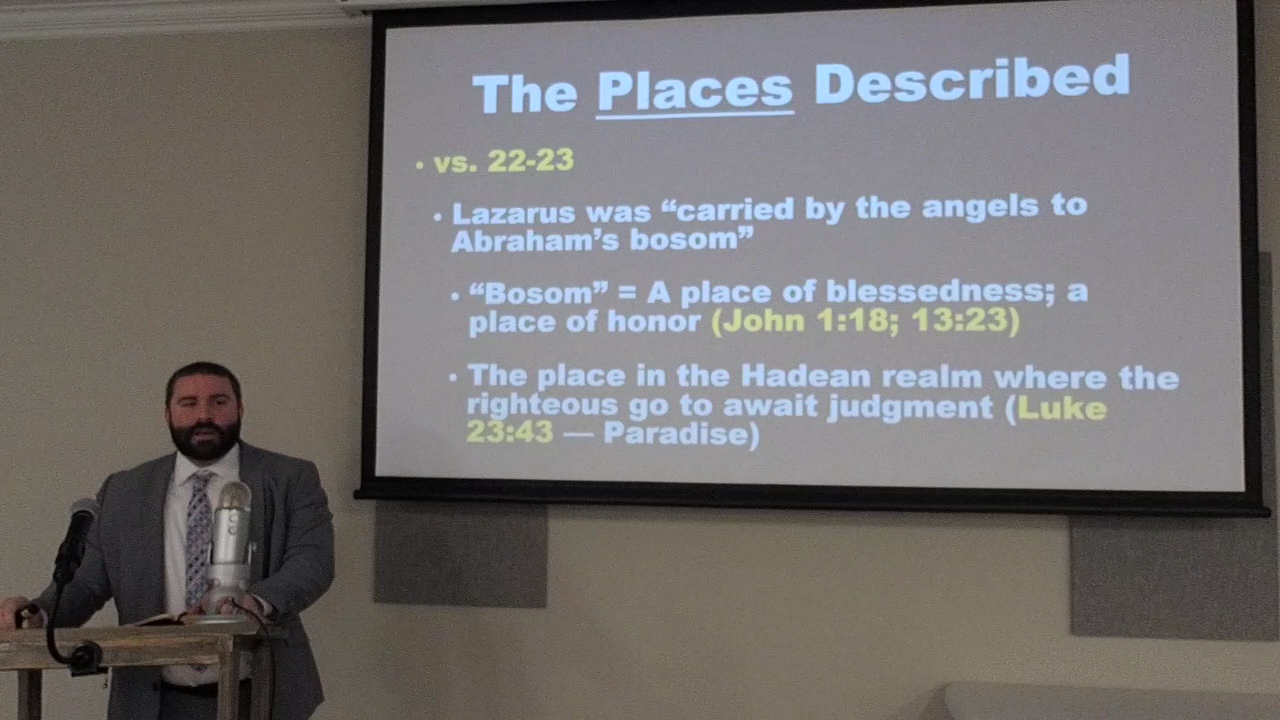 The Places Described
• vs. 22-23
• Lazarus was “carried by the angels to
Abraham’s bosom”
• “Bosom” = A place of blessedness; a
place of honor (John 1:18; 13:23)
• The place in the Hadean realm where the
righteous go to await judgment (Luke
23:43 — Paradise)